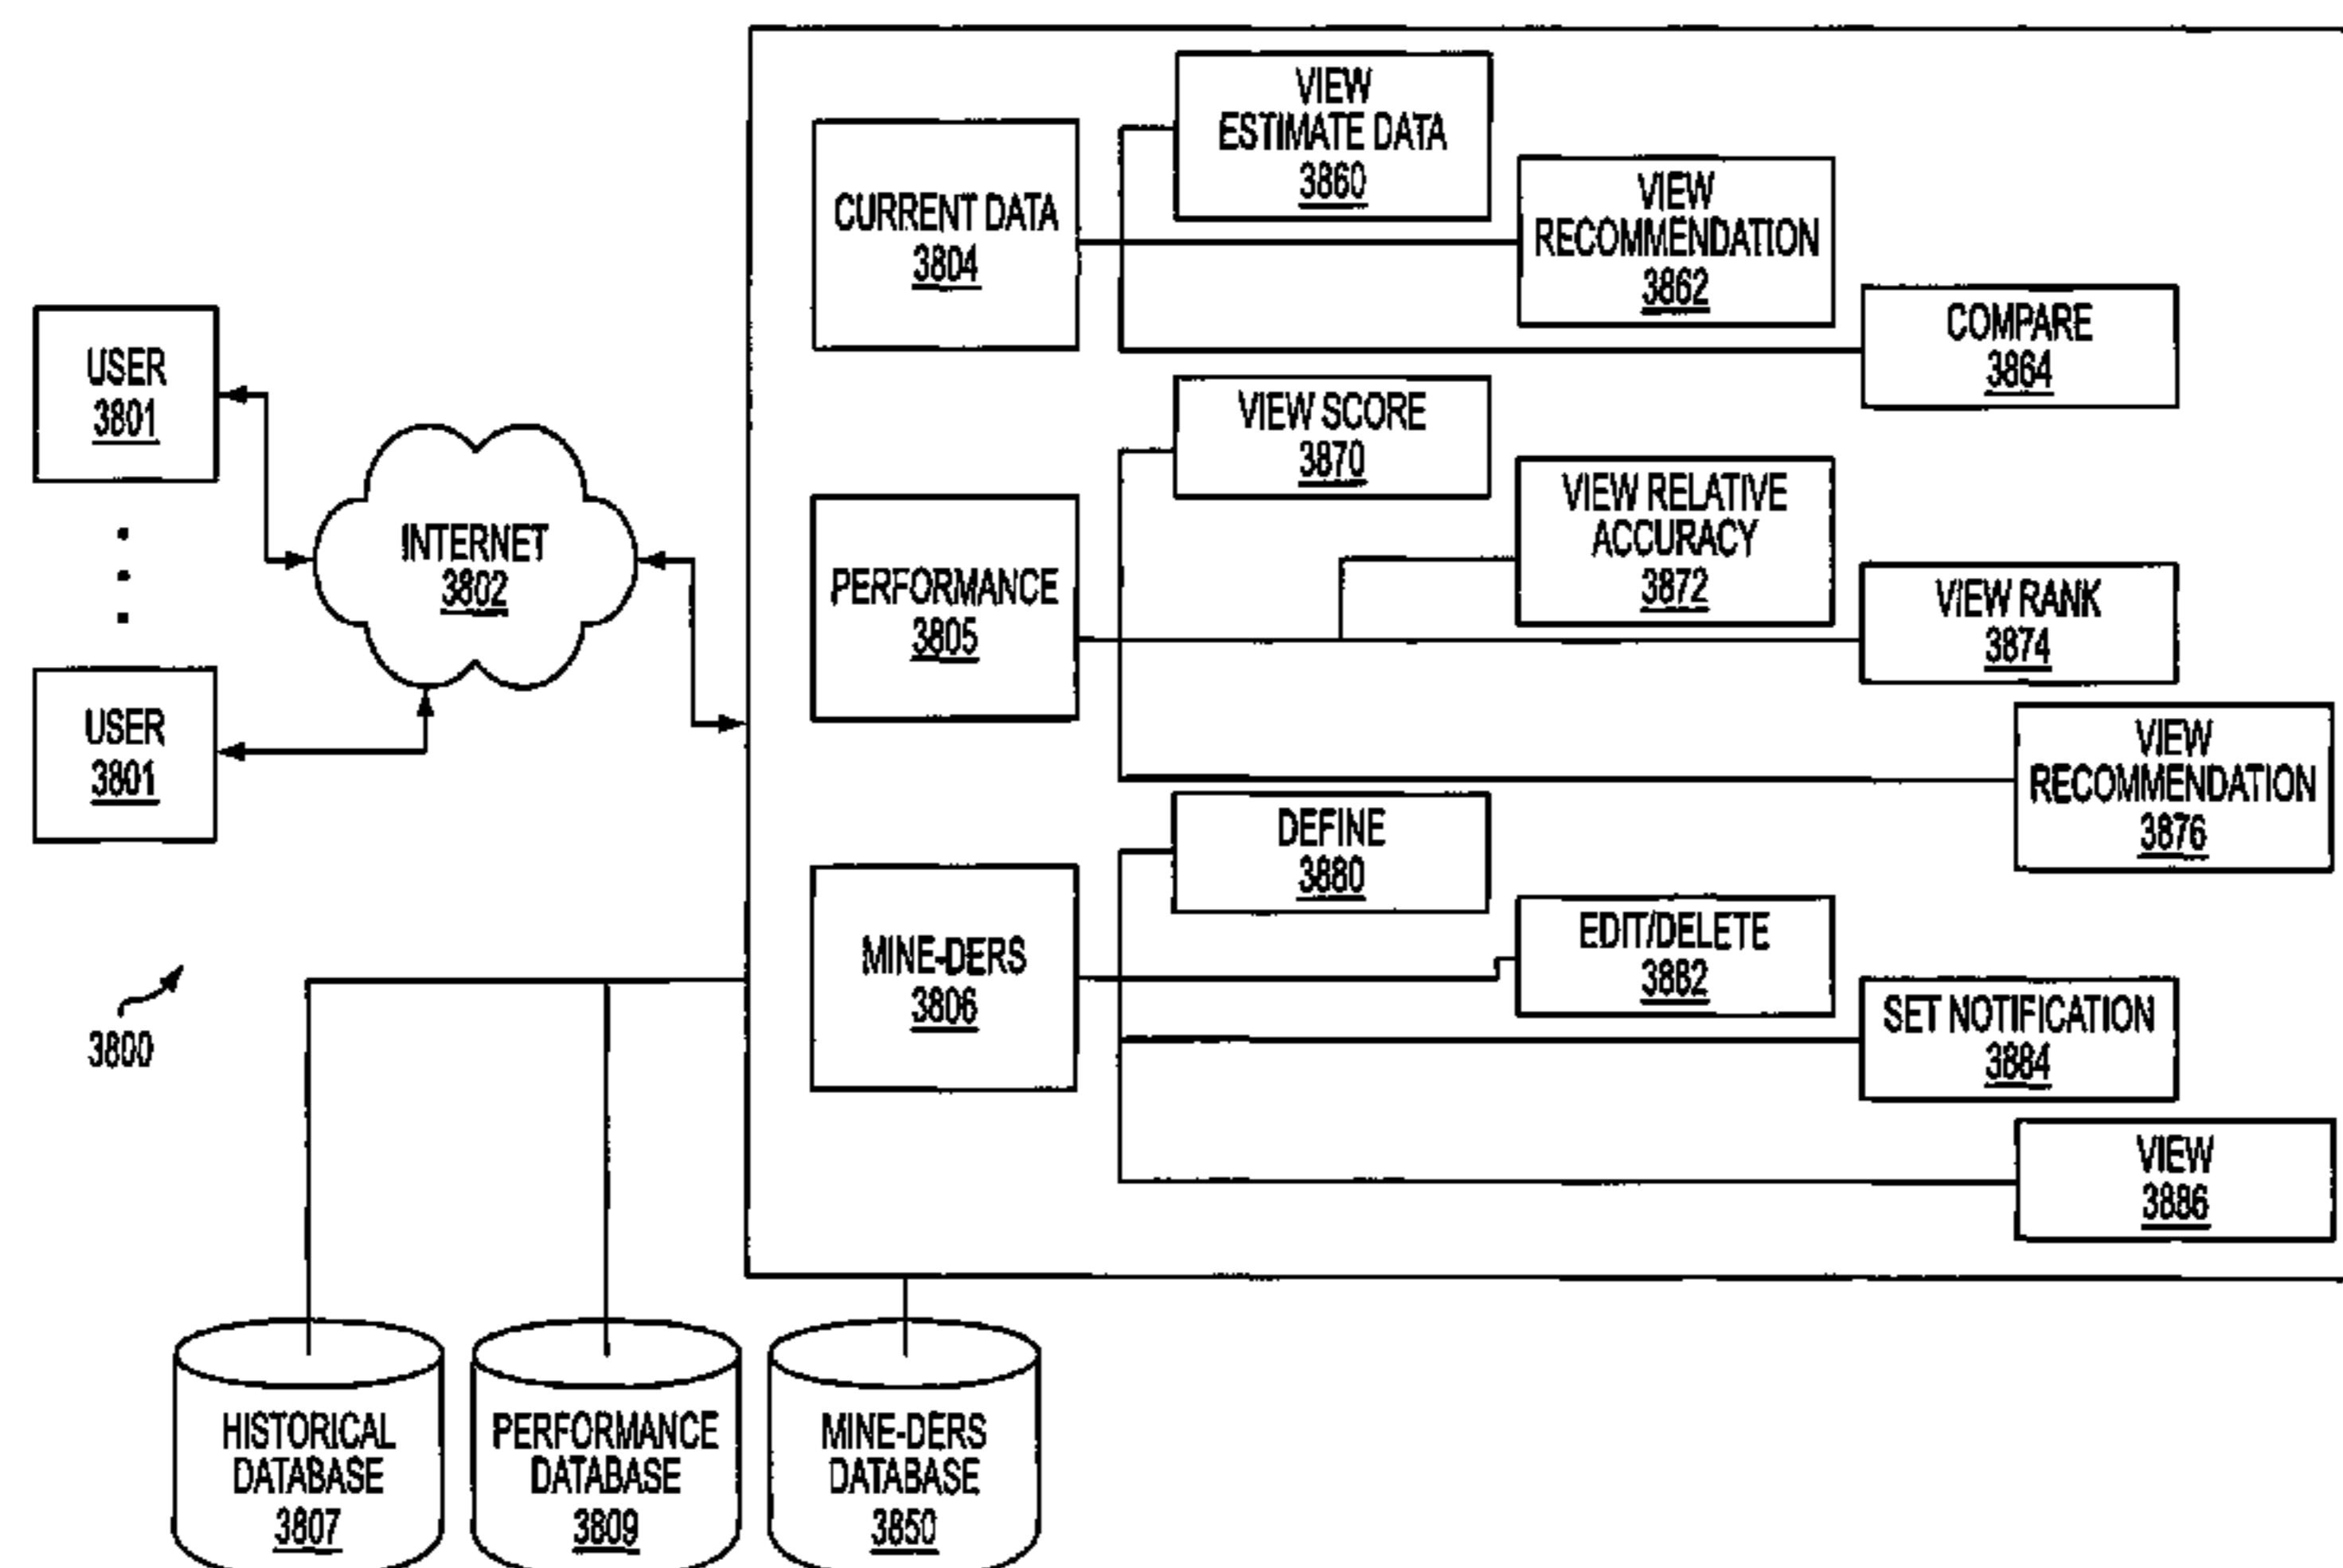 USER
3801
USER
3801
INTERNET
3802
3800
CURRENT DATA
3804
VIEW
ESTIMATE DATA
3860
VIEW
RECOMMENDATION
3862
COMPARE
3864
PERFORMANCE
3805
VIEW SCORE
3870
VIEW RELATIVE
ACCURACY
3872
VIEW RANK
3874
VIEW
RECOMMENDATION
3876
MINE-DERS
3806
DEFINE
3880
EDIT/DELETE
3882
SET NOTIFICATION
3884
VIEW
3886
HISTORICAL
DATABASE
3807
PERFORMANCE
DATABASE
3809
MINE-DERS
DATABASE
3850